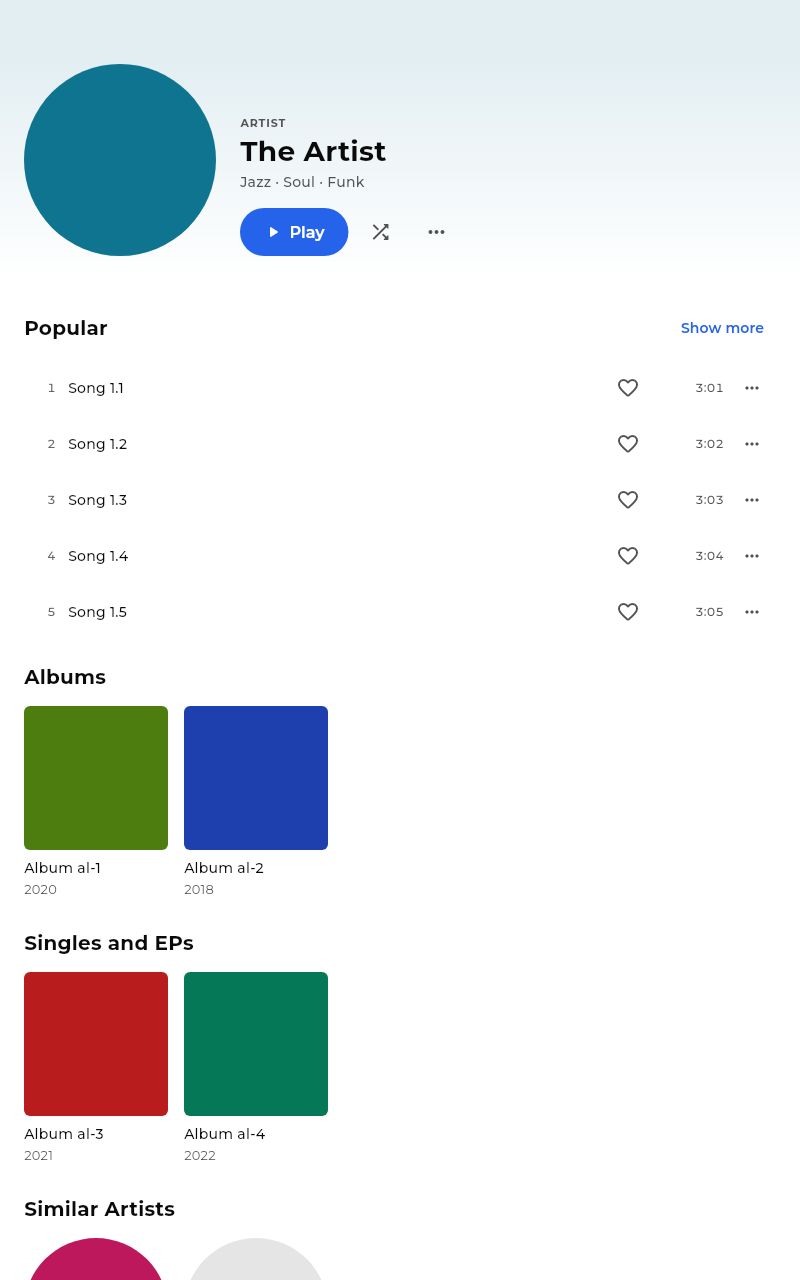 ARTIST
The Artist
Jazz · Soul · Funk
Play
Popular
Show more
1 Song 1.1 3:01
2 Song 1.2 3:02
3 Song 1.3 3:03
4 Song 1.4 3:04
5 Song 1.5 3:05
Albums
Album al-1 Album al-2
2020 2018
Singles and EPs
Album al-3 Album al-4
2021 2022
Similar Artists